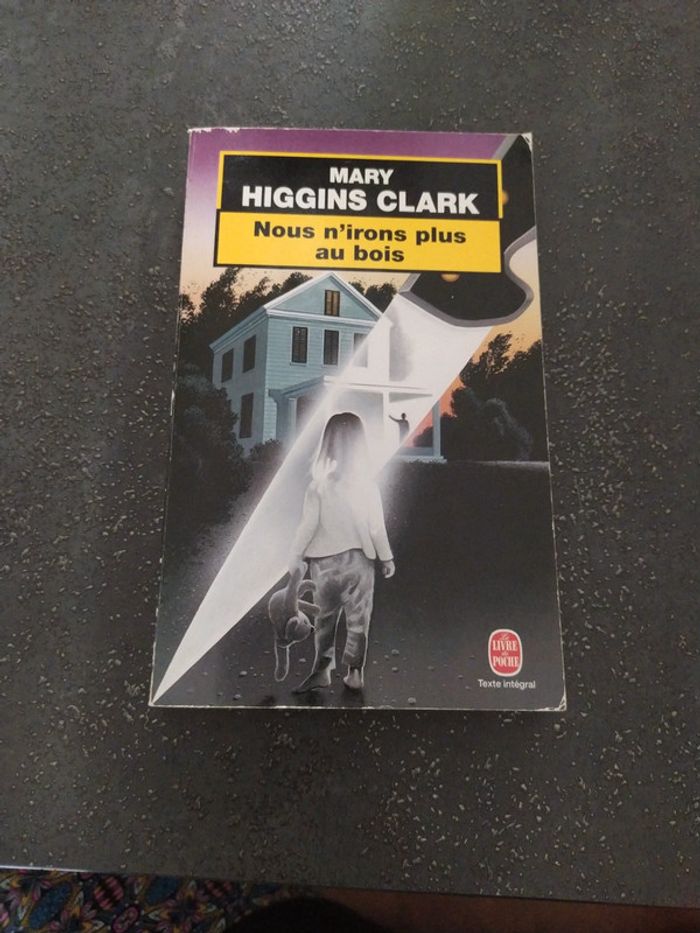 MARY
HIGGINS CLARK
Nous n'irons plus
au bois
Le
LIVRE
de
POCHE
Texte intégral